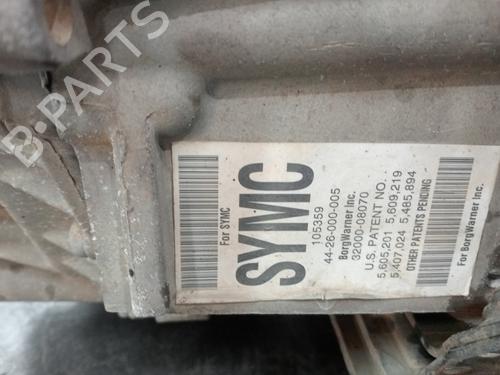 B-PARTS
For SYMC
SYMC
105359
44-26-000-005
BorgWarner Inc.
32000-08070
U.S. PATENT NO. .
5,605,201 5,609,219
5,407,024 5,485,894
OTHER PATENTS PENDING
For BorgWarner Inc.